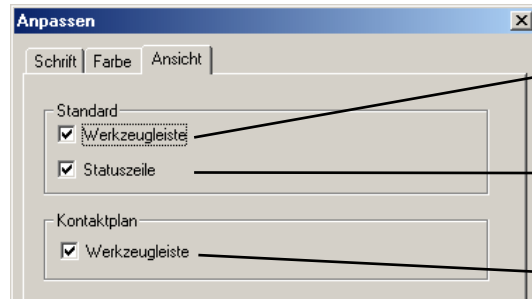 Anpassen
Schrift Farbe Ansicht
Standard
Werkzeugleiste
Statuszeile
Kontaktplan
Werkzeugleiste